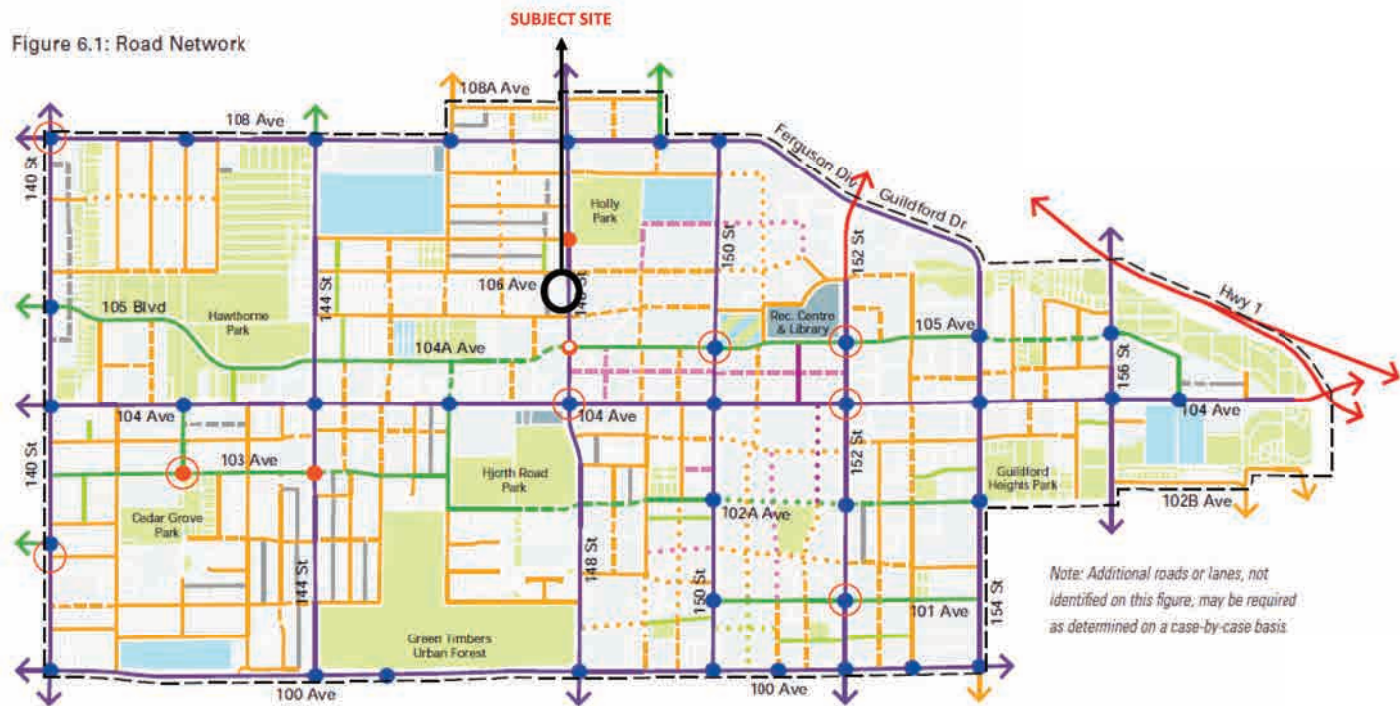 SUBJECT SITE
Figure 6.1: Road Network
108A Ave
108 Ave
Ferguson Div
Guildford Dr
140 St
Holly
Park
150 St
152 St
144 St
106 Ave
148 St
Hwy 1
105 Blvd
Hawthorne
Park
Rec. Centre
& Library
105 Ave
104A Ave
156 St
104 Ave
104 Ave
104 Ave
140 St
103 Ave
152 St
Hjorth Road
Park
Guildford
Heights Park
102B Ave
Cedar Grove
Park
102A Ave
144 St
148 St
150 St
154 St
101 Ave
Note: Additional roads or lanes, not
identified on this figure, may be required
as determined on a case-by-case basis.
Green Timbers
Urban Forest
100 Ave
100 Ave